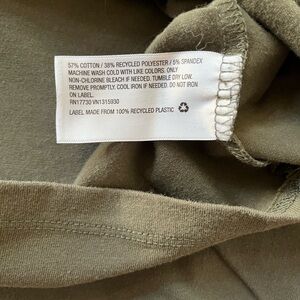 57% COTTON / 38% RECYCLED POLYESTER / 5% SPANDEX
MACHINE WASH COLD WITH LIKE COLORS. ONLY
NON-CHLORINE BLEACH IF NEEDED. TUMBLE DRY LOW.
REMOVE PROMPTLY. COOL IRON IF NEEDED. DO NOT IRON
ON LABEL.
RN17730 VN1315930
LABEL MADE FROM 100% RECYCLED PLASTIC